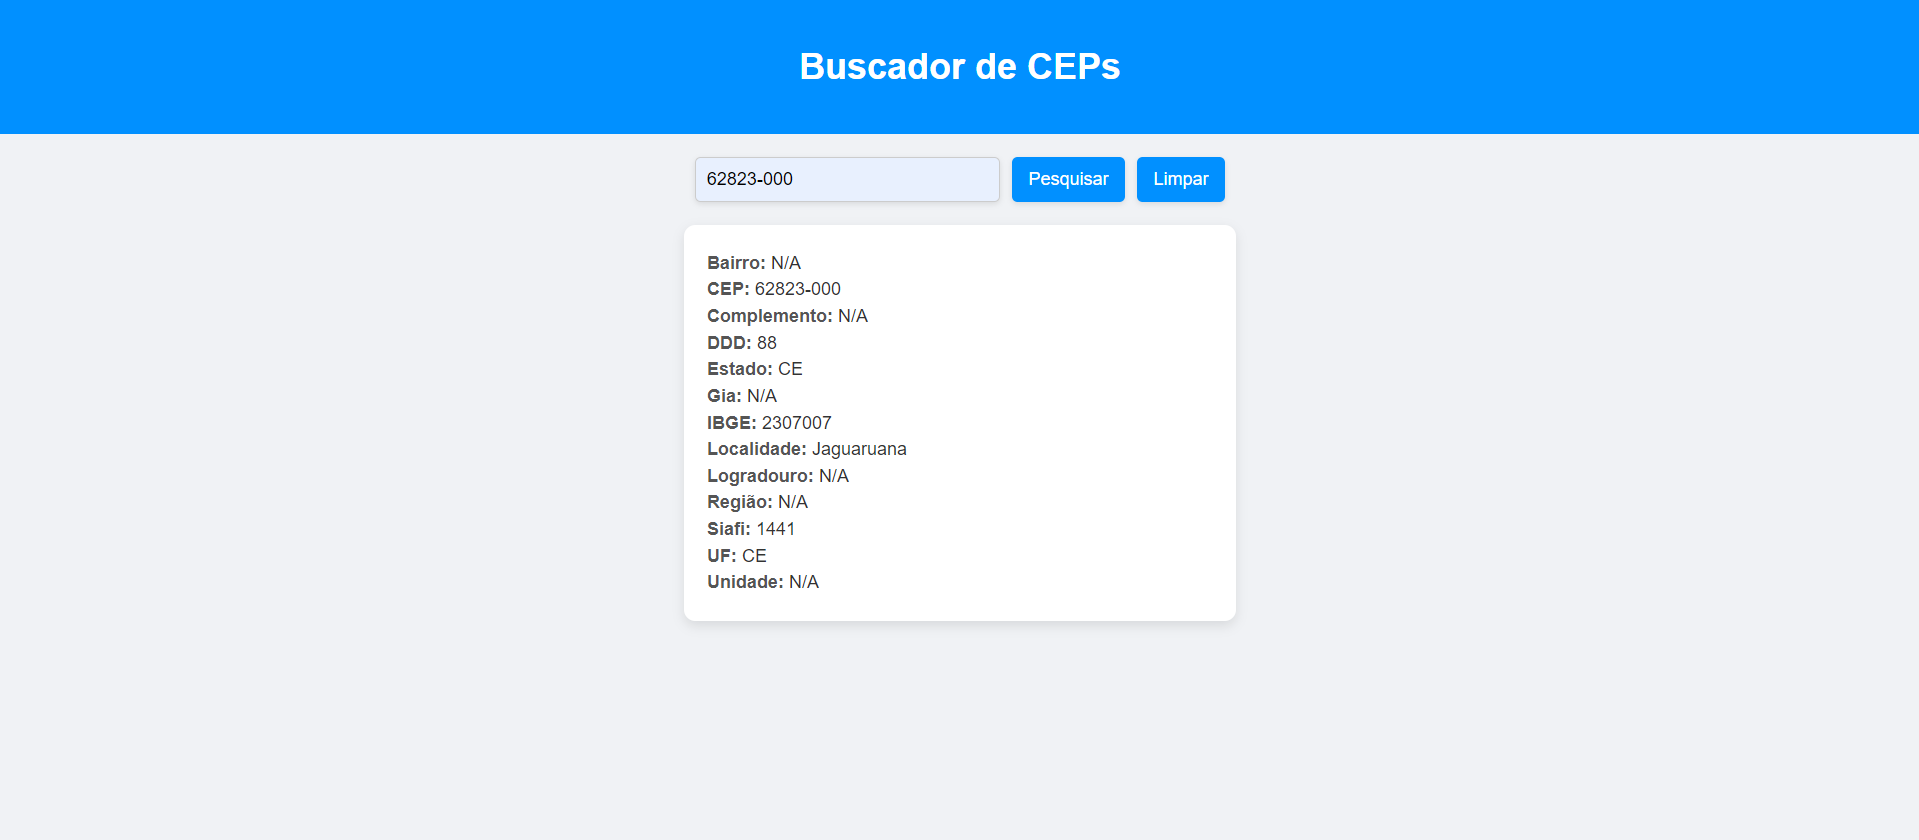 Buscador de CEPs
62823-000 Pesquisar Limpar
Bairro: N/A
CEP: 62823-000
Complemento: N/A
DDD: 88
Estado: CE
Gia: N/A
IBGE: 2307007
Localidade: Jaguaruana
Logradouro: N/A
Região: N/A
Siafi: 1441
UF: CE
Unidade: N/A